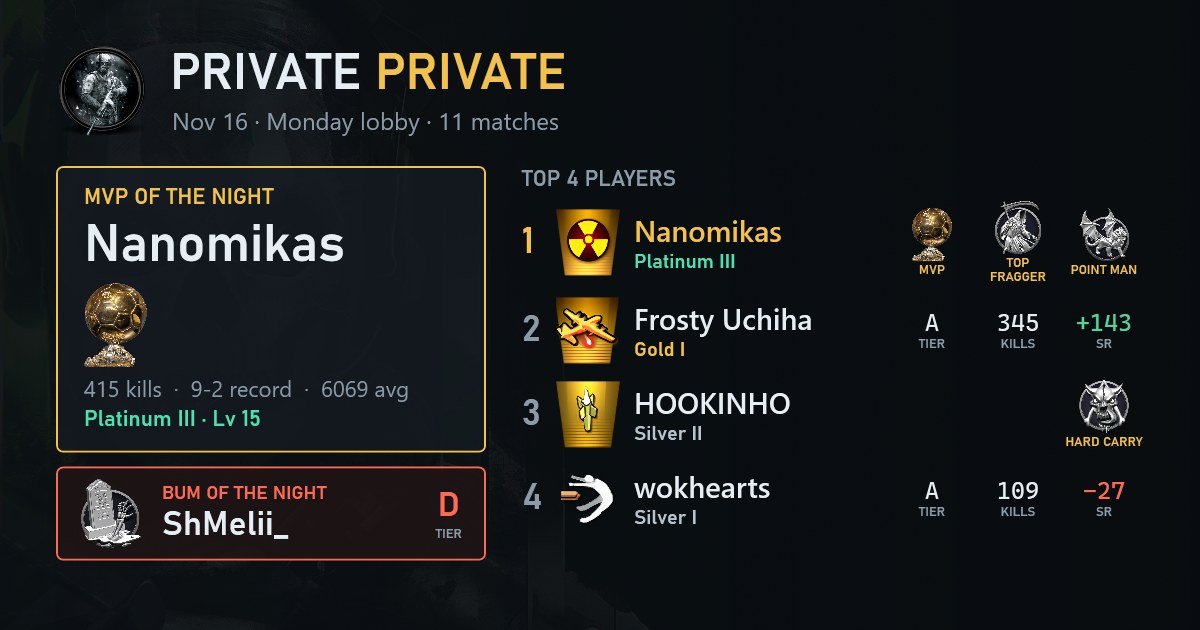 PRIVATE PRIVATE
Nov 16 · Monday lobby · 11 matches
MVP OF THE NIGHT
Nanomikas
415 kills · 9-2 record · 6069 avg
Platinum III · Lv 15
BUM OF THE NIGHT
ShMelii_
D
TIER
TOP 4 PLAYERS
1
Nanomikas
Platinum III
MVP
TOP
FRAGGER
POINT MAN
2
Frosty Uchiha
Gold I
A
TIER
345
KILLS
+143
SR
3
HOOKINHO
Silver II
HARD CARRY
4
wokhearts
Silver I
A
TIER
109
KILLS
−27
SR